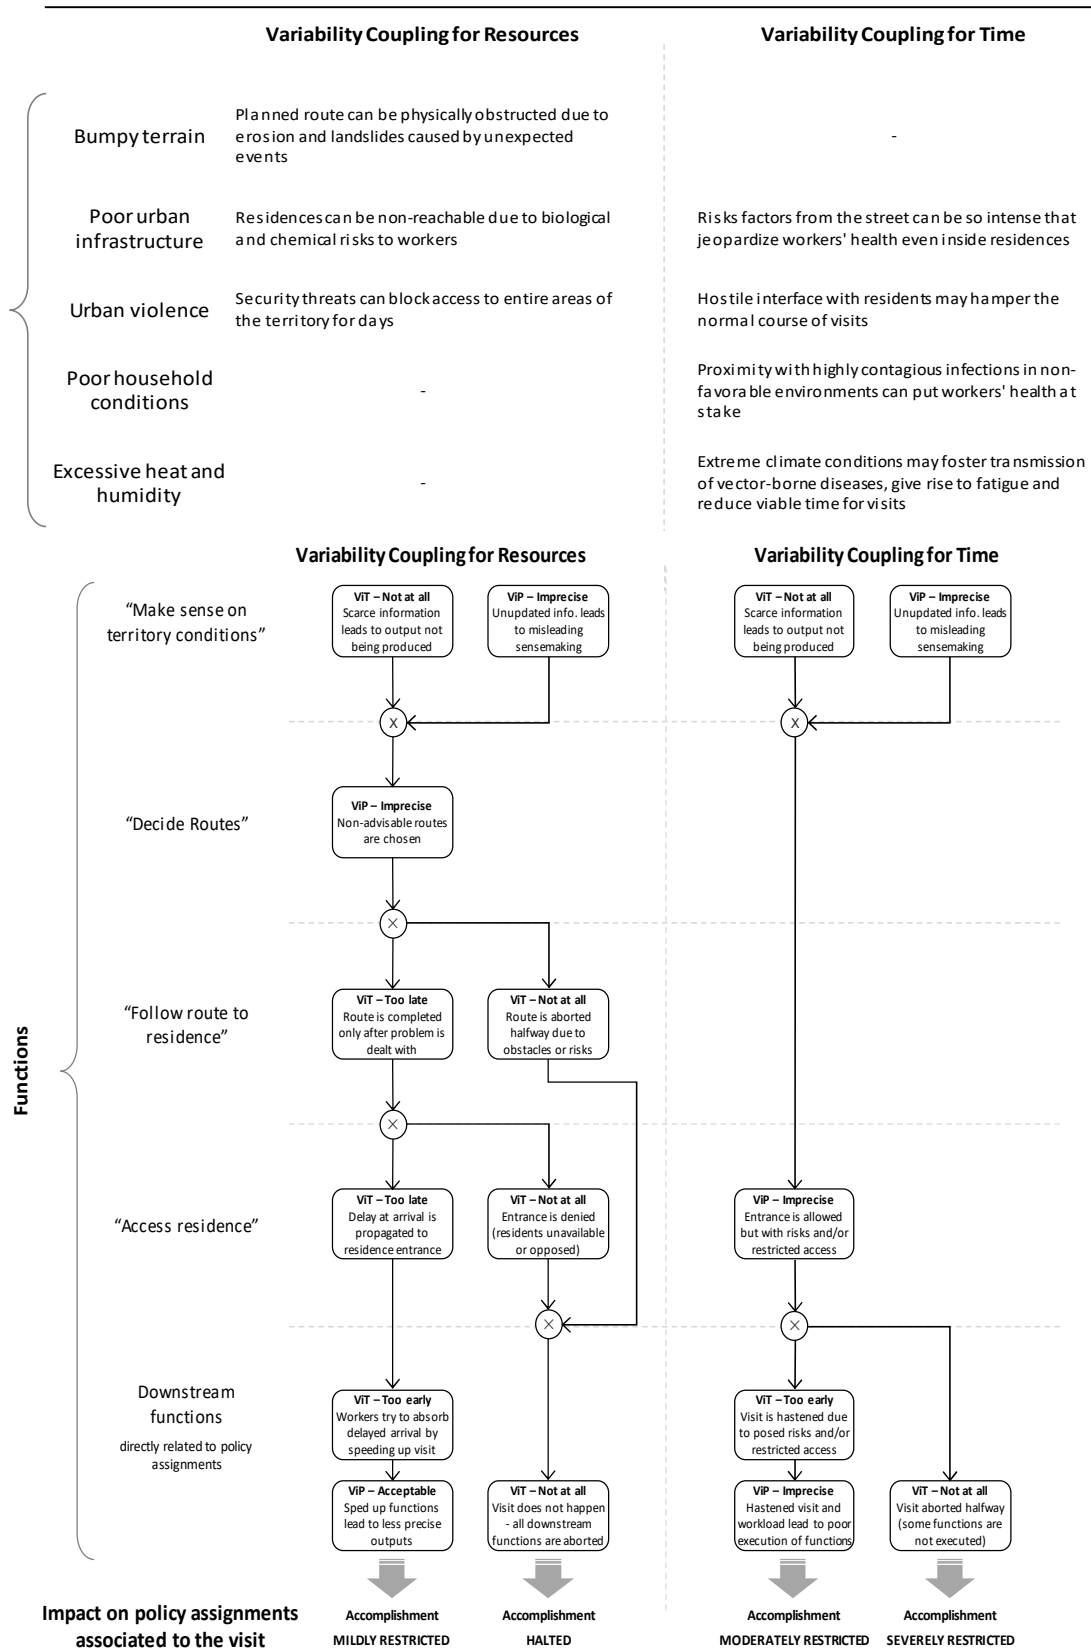 Variability Coupling for Resources
Variability Coupling for Time
Bumpy terrain
Planned route can be physically obstructed due to
erosion and landslides caused by unexpected
events
-
Poor urban
infrastructure
Residences can be non-reachable due to biological
and chemical risks to workers
Risks factors from the street can be so intense that
jeopardize workers' health even inside residences
Urban violence
Security threats can block access to entire areas of
the territory for days
Hostile interface with residents may hamper the
normal course of visits
Poor household
conditions
-
Proximity with highly contagious infections in non-
favorable environments can put workers' health at
stake
Excessive heat and
humidity
-
Extreme climate conditions may foster transmission
of vector-borne diseases, give rise to fatigue and
reduce viable time for visits
Variability Coupling for Resources
Variability Coupling for Time
Functions
“Make sense on
territory conditions”
ViT – Not at all
Scarce information
leads to output not
being produced
ViP – Imprecise
Unupdated info. leads
to misleading
sensemaking
ViT – Not at all
Scarce information
leads to output not
being produced
ViP – Imprecise
Unupdated info. leads
to misleading
sensemaking
X
X
“Decide Routes”
ViP – Imprecise
Non-advisable routes
are chosen
X
“Follow route to
residence”
ViT – Too late
Route is completed
only after problem is
dealt with
ViT – Not at all
Route is aborted
halfway due to
obstacles or risks
X
“Access residence”
ViT – Too late
Delay at arrival is
propagated to
residence entrance
ViT – Not at all
Entrance is denied
(residents unavailable
or opposed)
ViP – Imprecise
Entrance is allowed
but with risks and/or
restricted access
X
X
Downstream
functions
directly related to policy
assignments
ViT – Too early
Workers try to absorb
delayed arrival by
speeding up visit
ViT – Too early
Visit is hastened due
to posed risks and/or
restricted access
ViP – Acceptable
Sped up functions
lead to less precise
outputs
ViT – Not at all
Visit does not happen
- all downstream
functions are aborted
ViP – Imprecise
Hastened visit and
workload lead to poor
execution of functions
ViT – Not at all
Visit aborted halfway
(some functions are
not executed)
Impact on policy assignments
associated to the visit
Accomplishment
MILDLY RESTRICTED
Accomplishment
HALTED
Accomplishment
MODERATELY RESTRICTED
Accomplishment
SEVERELY RESTRICTED